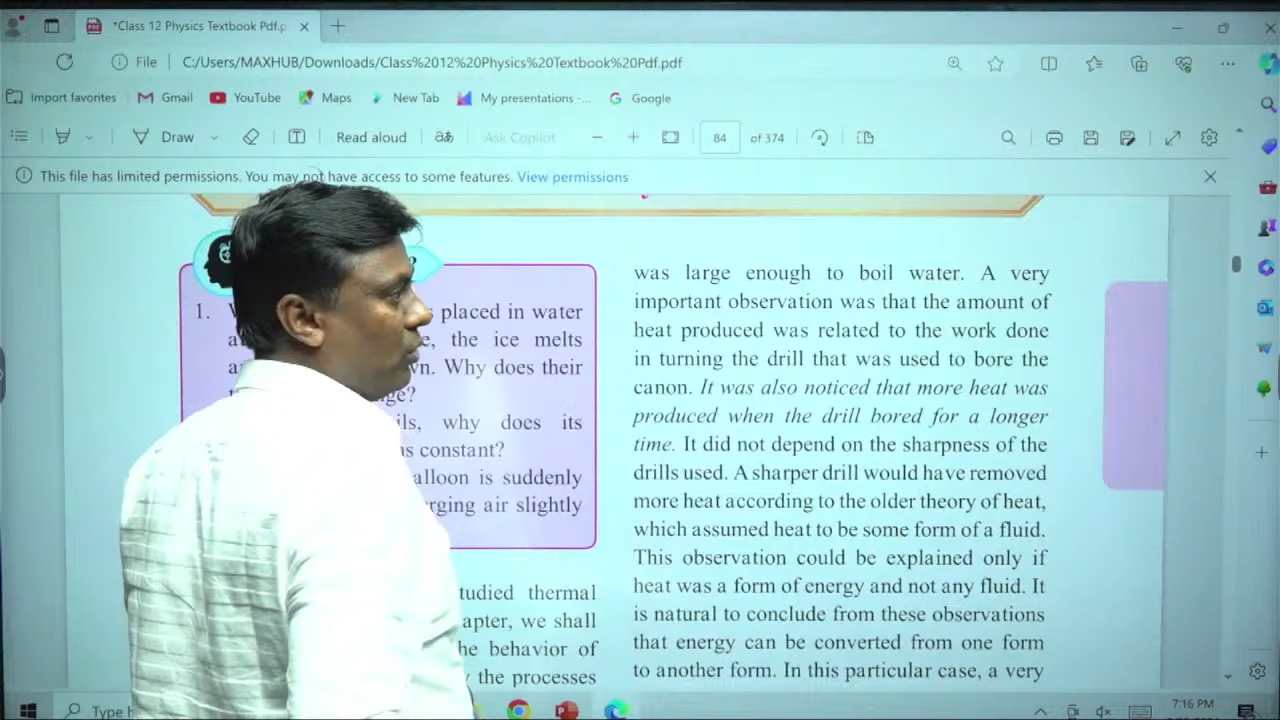 *Class 12 Physics Textbook Pdf.p
File
C:/Users/MAXHUB/Downloads/Class%2012%20Physics%20Textbook%20Pdf.pdf
Import favorites
Gmail
YouTube
Maps
New Tab
My presentations -...
Google
Draw
Read aloud
Ask Copilot
84
of 374
This file has limited permissions. You may not have access to some features. View permissions
?
1.
placed in water
the ice melts
Why does their
ge?
why does its
constant?
alloon is suddenly
rging air slightly
tudied thermal
apter, we shall
he behavior of
the processes
was large enough to boil water. A very
important observation was that the amount of
heat produced was related to the work done
in turning the drill that was used to bore the
canon. It was also noticed that more heat was
produced when the drill bored for a longer
time. It did not depend on the sharpness of the
drills used. A sharper drill would have removed
more heat according to the older theory of heat,
which assumed heat to be some form of a fluid.
This observation could be explained only if
heat was a form of energy and not any fluid. It
is natural to conclude from these observations
that energy can be converted from one form
to another form. In this particular case, a very
Type
7:16 PM